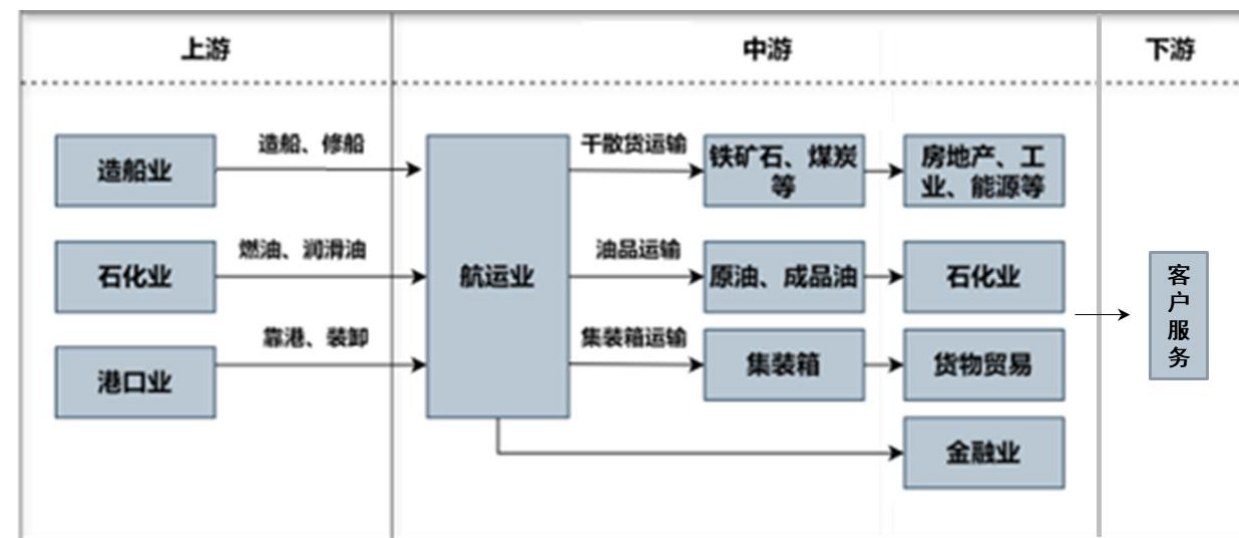 上游
中游
下游
造船业
造船、修船
石化业
燃油、润滑油
港口业
靠港、装卸
航运业
干散货运输
铁矿石、煤炭
等
房地产、工
业、能源等
油品运输
原油、成品油
石化业
集装箱运输
集装箱
货物贸易
金融业
客
户
服
务